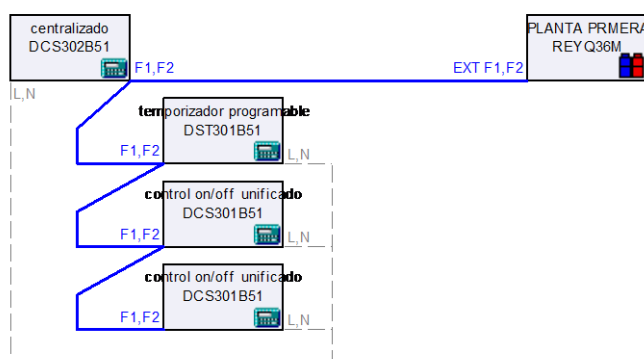 centralizado
DCS302B51
PLANTA PRMERA
REYQ36M
F1,F2
EXT F1,F2
L,N
temporizador programable
DST301B51
F1,F2
L,N
control on/off unificado
DCS301B51
F1,F2
L,N
control on/off unificado
DCS301B51
F1,F2
L,N